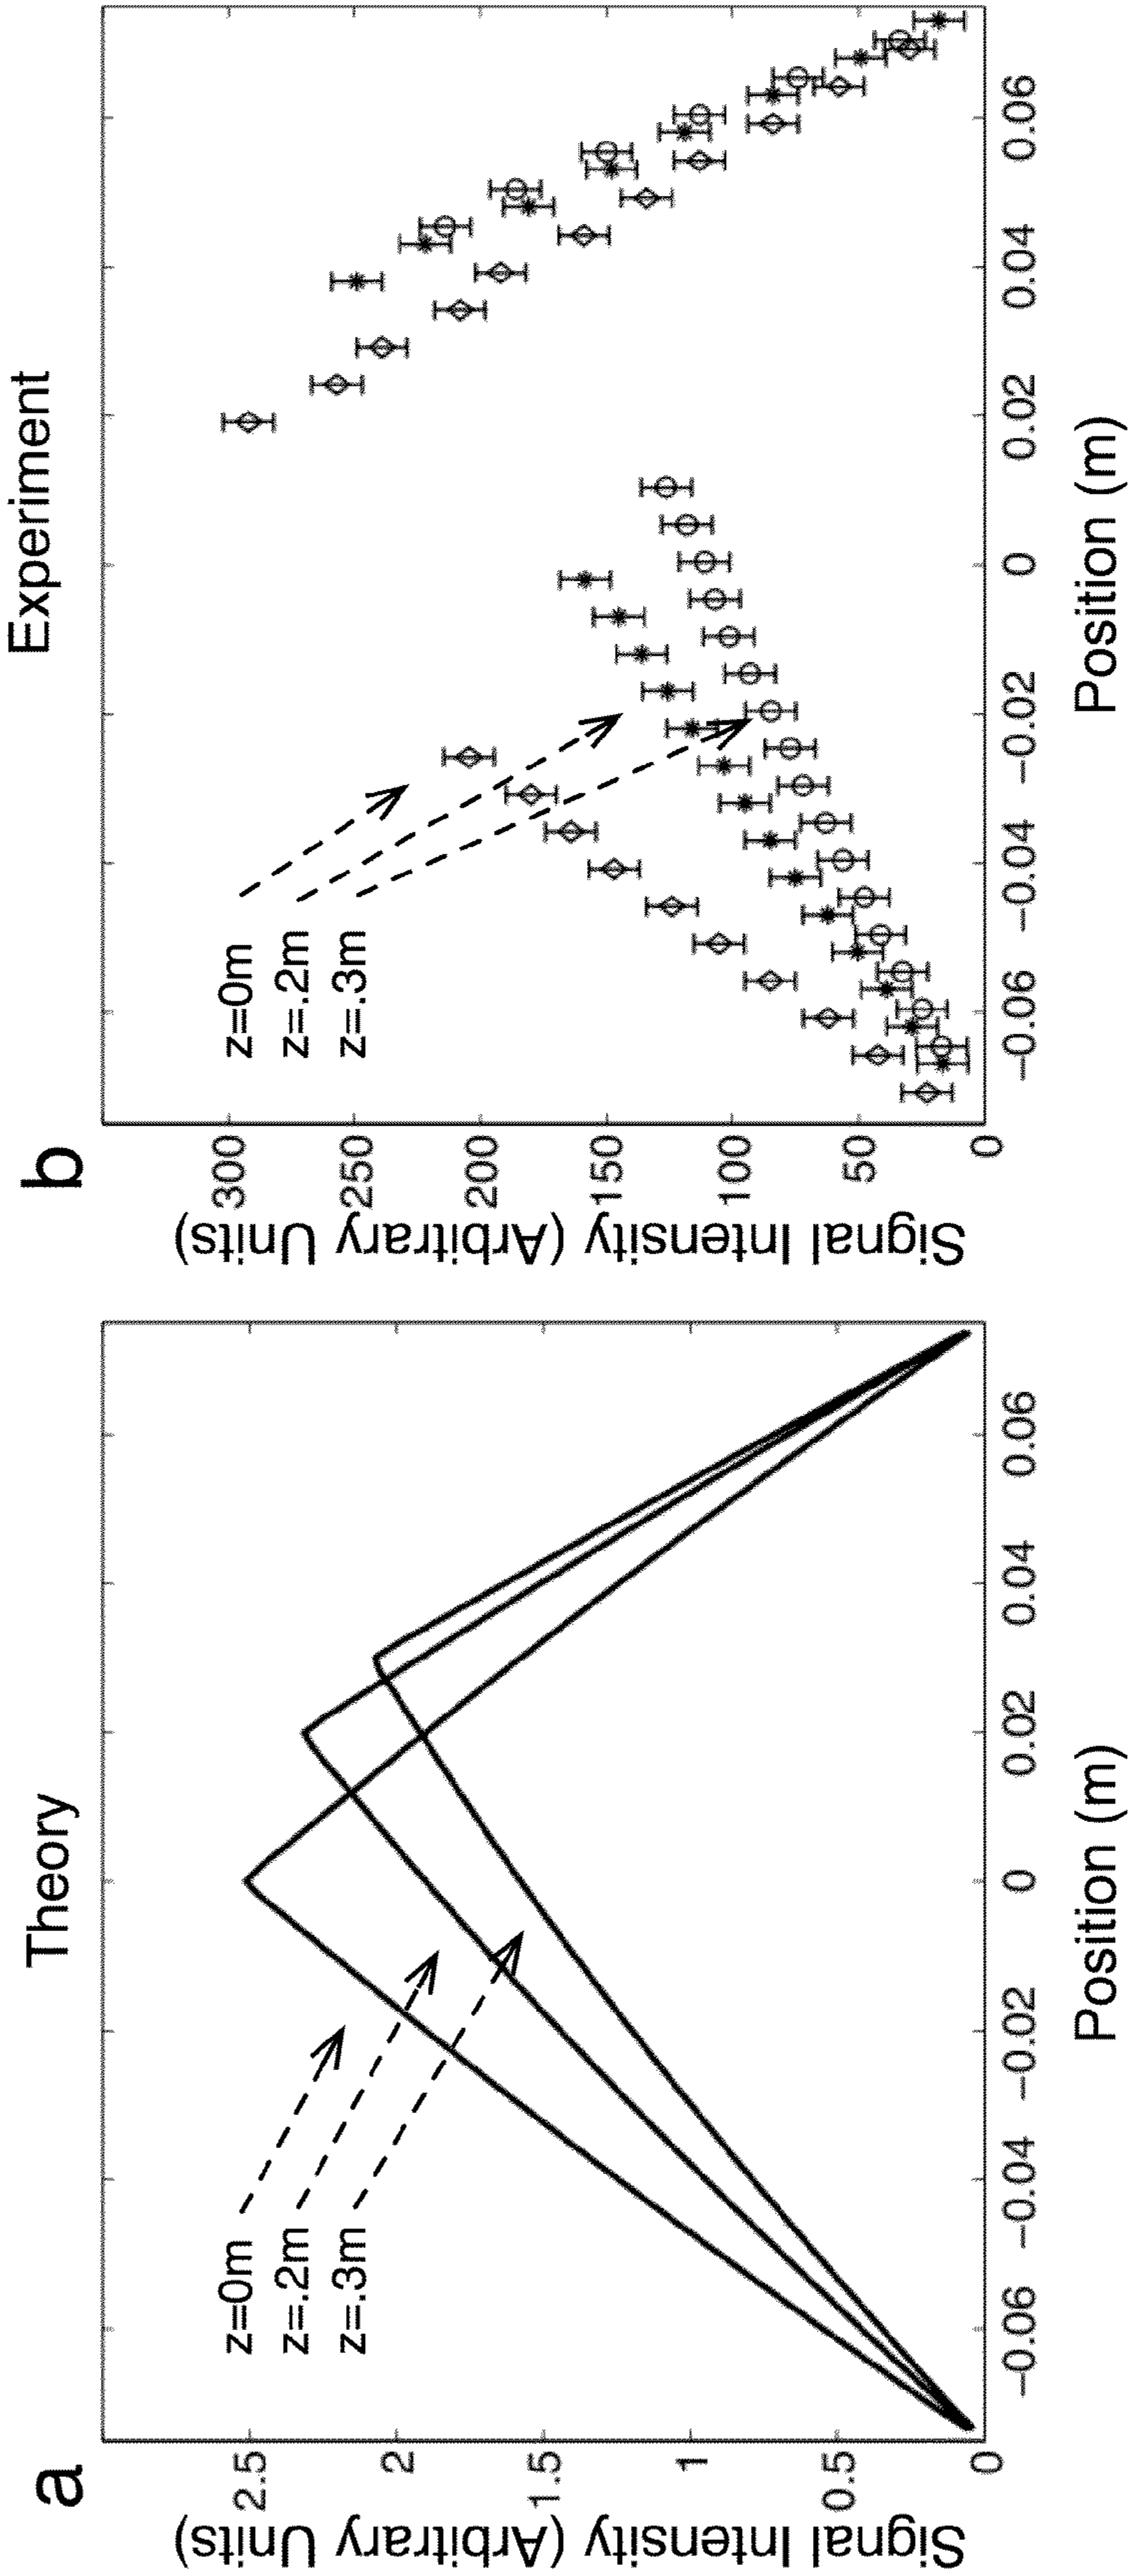 a
Theory
Signal Intensity (Arbitrary Units)
2.5
2
1.5
1
0.5
0
z=0m
z=.2m
z=.3m
−0.06
−0.04
−0.02
0
0.02
0.04
0.06
Position (m)
b
Experiment
Signal Intensity (Arbitrary Units)
300
250
200
150
100
50
0
z=0m
z=.2m
z=.3m
−0.06
−0.04
−0.02
0
0.02
0.04
0.06
Position (m)